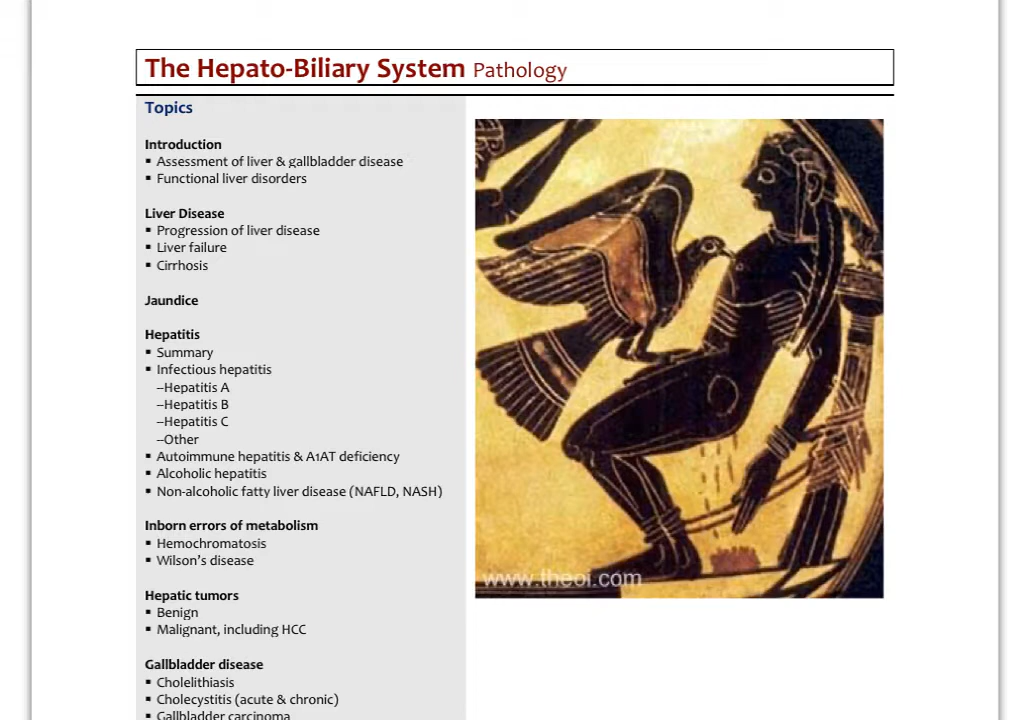 The Hepato-Biliary System Pathology
Topics
Introduction
▪ Assessment of liver & gallbladder disease
▪ Functional liver disorders
Liver Disease
▪ Progression of liver disease
▪ Liver failure
▪ Cirrhosis
Jaundice
Hepatitis
▪ Summary
▪ Infectious hepatitis
–Hepatitis A
–Hepatitis B
–Hepatitis C
–Other
▪ Autoimmune hepatitis & A1AT deficiency
▪ Alcoholic hepatitis
▪ Non-alcoholic fatty liver disease (NAFLD, NASH)
Inborn errors of metabolism
▪ Hemochromatosis
▪ Wilson's disease
Hepatic tumors
▪ Benign
▪ Malignant, including HCC
Gallbladder disease
▪ Cholelithiasis
▪ Cholecystitis (acute & chronic)
▪ Gallbladder carcinoma
www.theoi.com